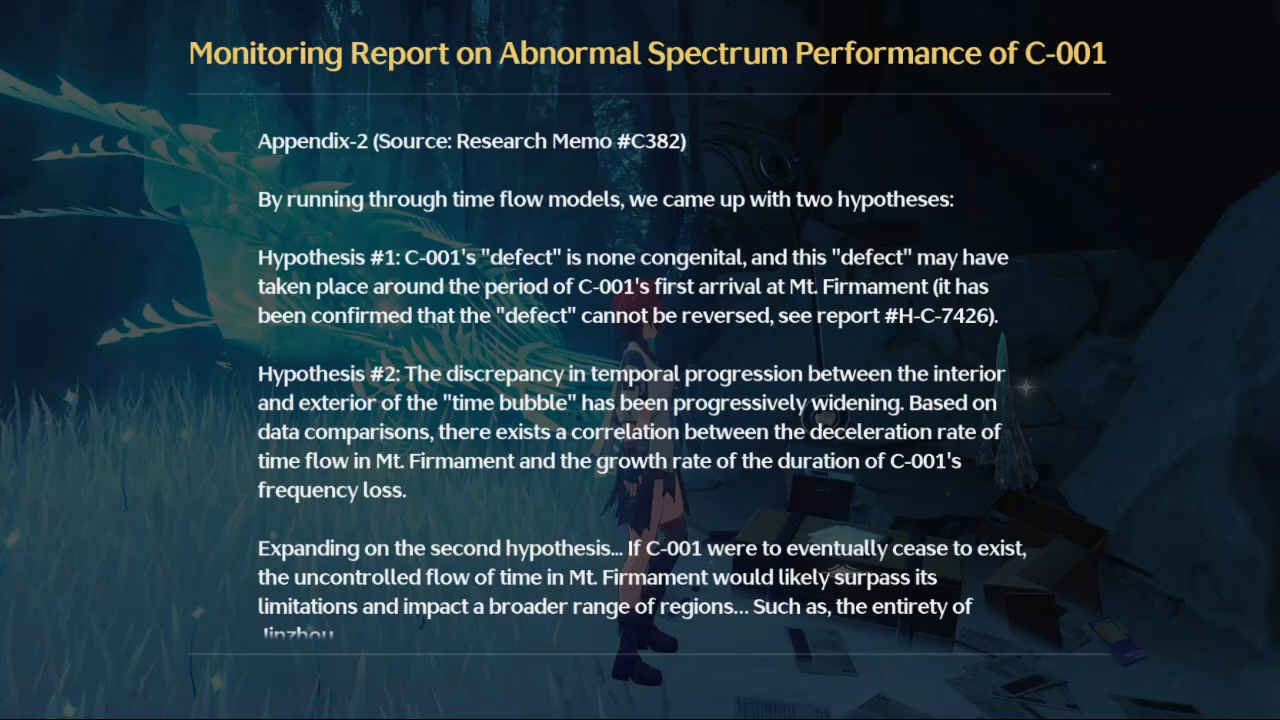 Monitoring Report on Abnormal Spectrum Performance of C-001
Appendix-2 (Source: Research Memo #C382)
By running through time flow models, we came up with two hypotheses:
Hypothesis #1: C-001's "defect" is none congenital, and this "defect" may have
taken place around the period of C-001's first arrival at Mt. Firmament (it has
been confirmed that the "defect" cannot be reversed, see report #H-C-7426).
Hypothesis #2: The discrepancy in temporal progression between the interior
and exterior of the "time bubble" has been progressively widening. Based on
data comparisons, there exists a correlation between the deceleration rate of
time flow in Mt. Firmament and the growth rate of the duration of C-001's
frequency loss.
Expanding on the second hypothesis... If C-001 were to eventually cease to exist,
the uncontrolled flow of time in Mt. Firmament would likely surpass its
limitations and impact a broader range of regions... Such as, the entirety of
Jinzhou